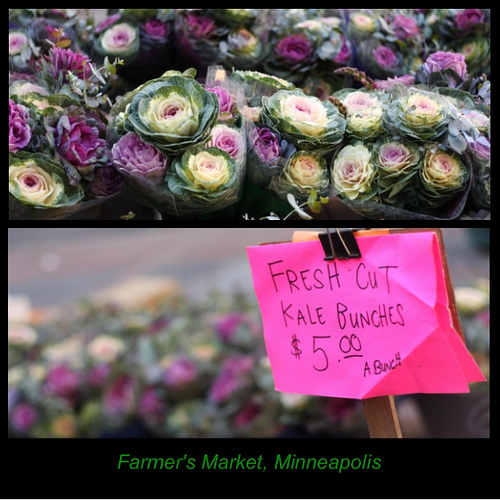 FRESH CUT
KALE BUNCHES
$5.00
A BUNCH
Farmer's Market, Minneapolis